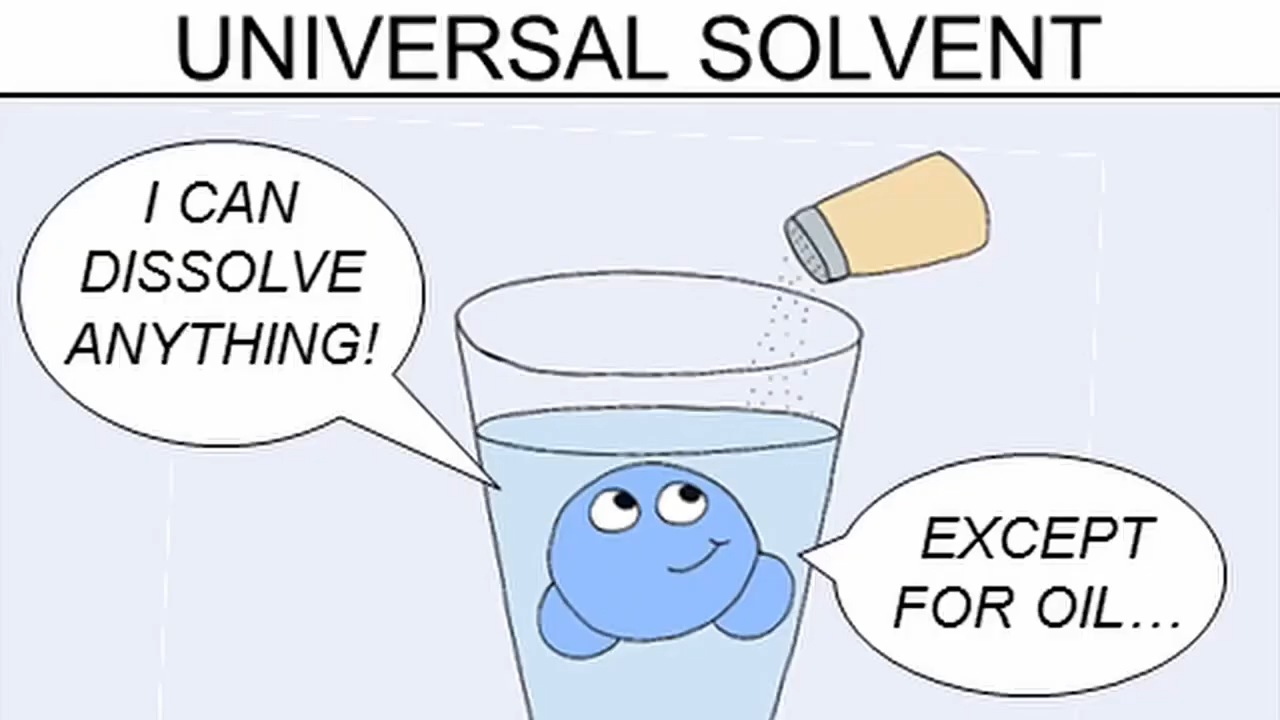 UNIVERSAL SOLVENT
I CAN
DISSOLVE
ANYTHING!
EXCEPT
FOR OIL...